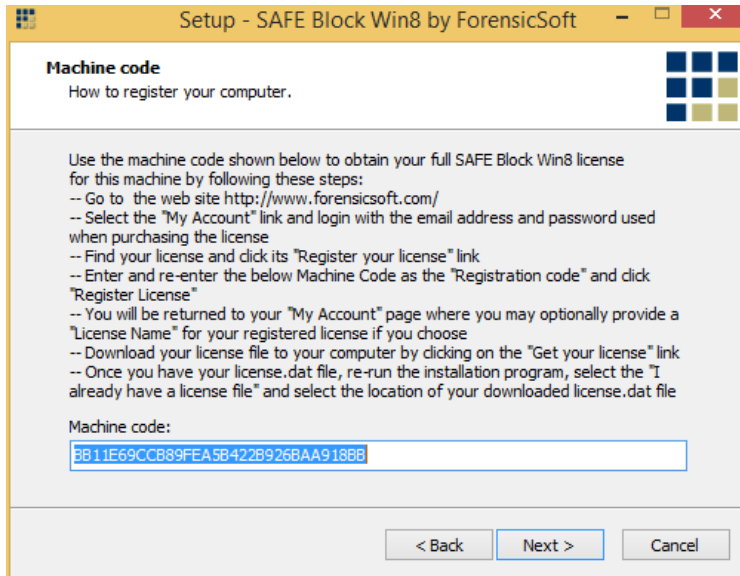 Setup - SAFE Block Win8 by ForensicSoft
Machine code
How to register your computer.
Use the machine code shown below to obtain your full SAFE Block Win8 license
for this machine by following these steps:
-- Go to  the web site http://www.forensicsoft.com/
-- Select the "My Account" link and login with the email address and password used
when purchasing the license
-- Find your license and click its "Register your license" link
-- Enter and re-enter the below Machine Code as the "Registration code" and click
"Register License"
-- You will be returned to your "My Account" page where you may optionally provide a
"License Name" for your registered license if you choose
-- Download your license file to your computer by clicking on the "Get your license" link
-- Once you have your license.dat file, re-run the installation program, select the "I
already have a license file" and select the location of your downloaded license.dat file
Machine code:
BB11E69CCB89FEA5B422B926BAA918BB
< Back
Next >
Cancel